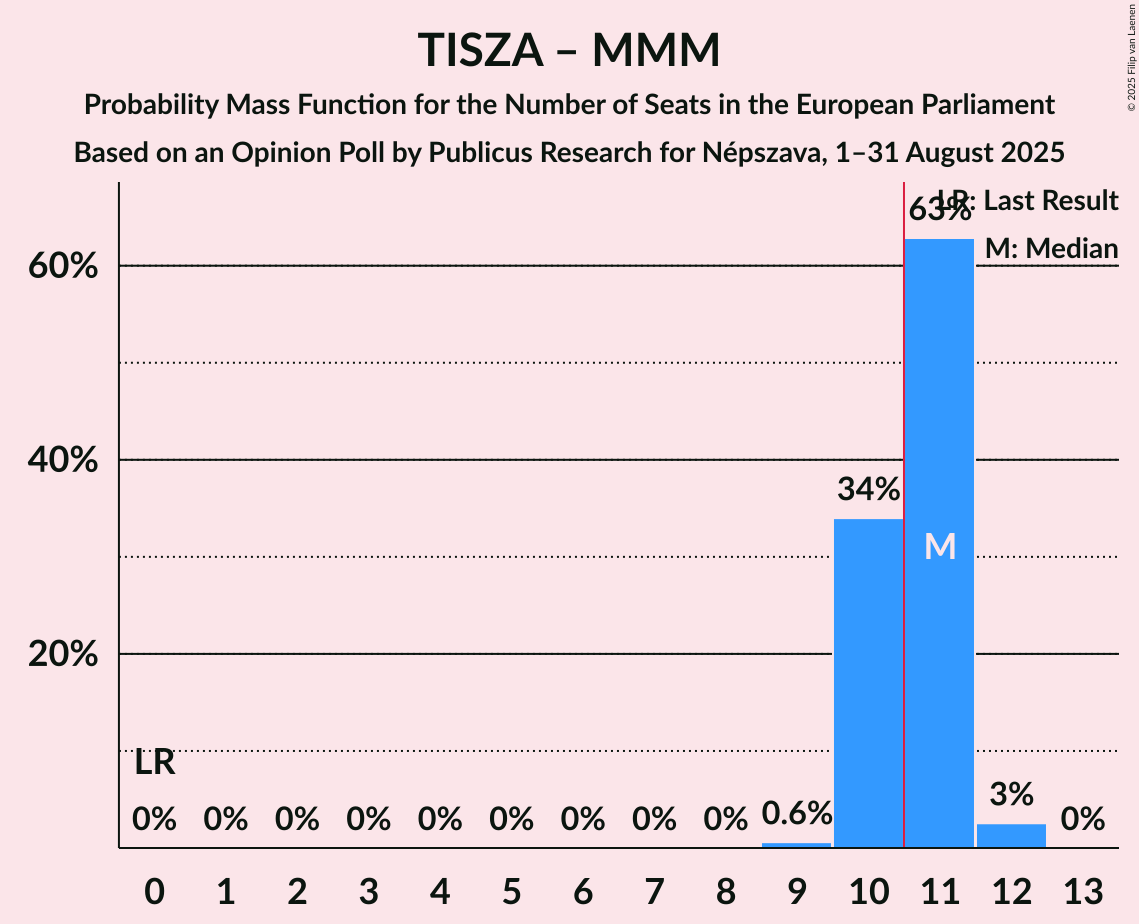 TISZA – MMM
Probability Mass Function for the Number of Seats in the European Parliament
Based on an Opinion Poll by Publicus Research for Népszava, 1–31 August 2025
© 2025 Filip van Laenen
LR: Last Result
M: Median
63%
60%
40%
34%
M
20%
LR
0% 0% 0% 0% 0% 0% 0% 0% 0% 0.6% 3% 0%
0 1 2 3 4 5 6 7 8 9 10 11 12 13